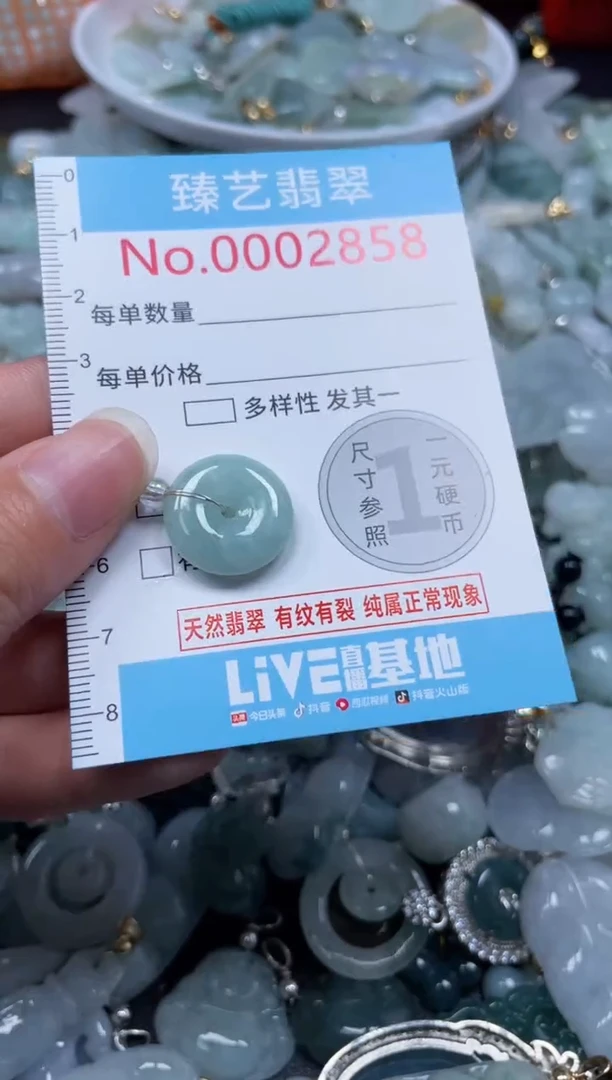 0
臻艺翡翠
1
No.0002858
2
每单数量
3
每单价格
多样性 发其一
尺寸参照
1
一元硬币
6
天然翡翠 有纹有裂 纯属正常现象
7
LiVE直播基地
8
头条 今日头条 抖音 西瓜视频 抖音火山版